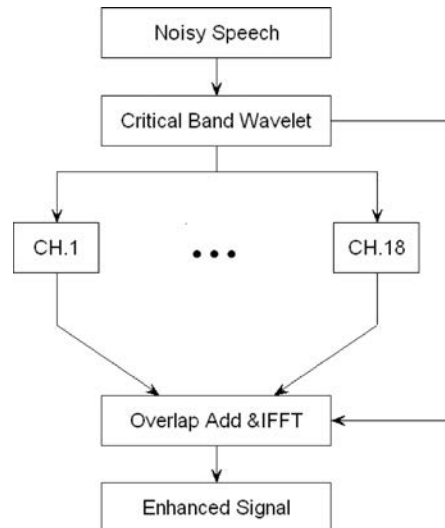 Noisy Speech
Critical Band Wavelet
CH.1
CH.18
Overlap Add &IFFT
Enhanced Signal